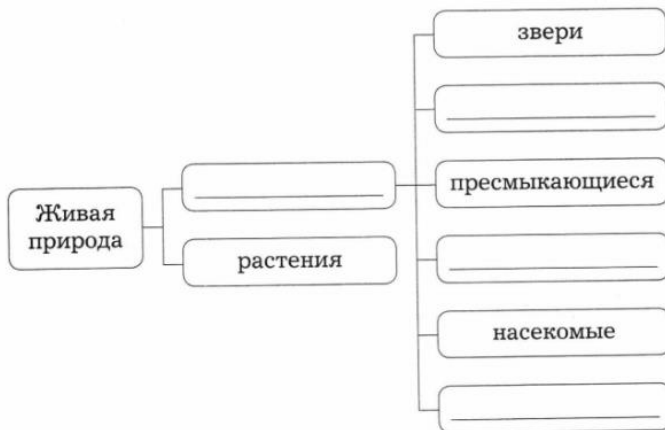 звери
пресмыкающиеся
Живая
природа
растения
насекомые